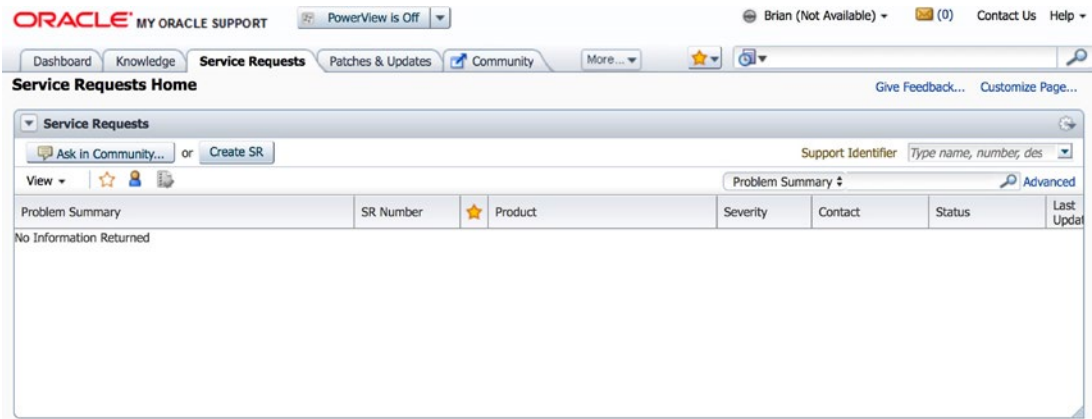 ORACLE MY ORACLE SUPPORT PowerView is Off Brian (Not Available) (0) Contact Us Help
Dashboard Knowledge Service Requests Patches & Updates Community More...
Service Requests Home Give Feedback... Customize Page...
Service Requests
Ask in Community... or Create SR Support Identifier Type name, number, des
View Problem Summary Advanced
Problem Summary SR Number Product Severity Contact Status Last Updat
No Information Returned